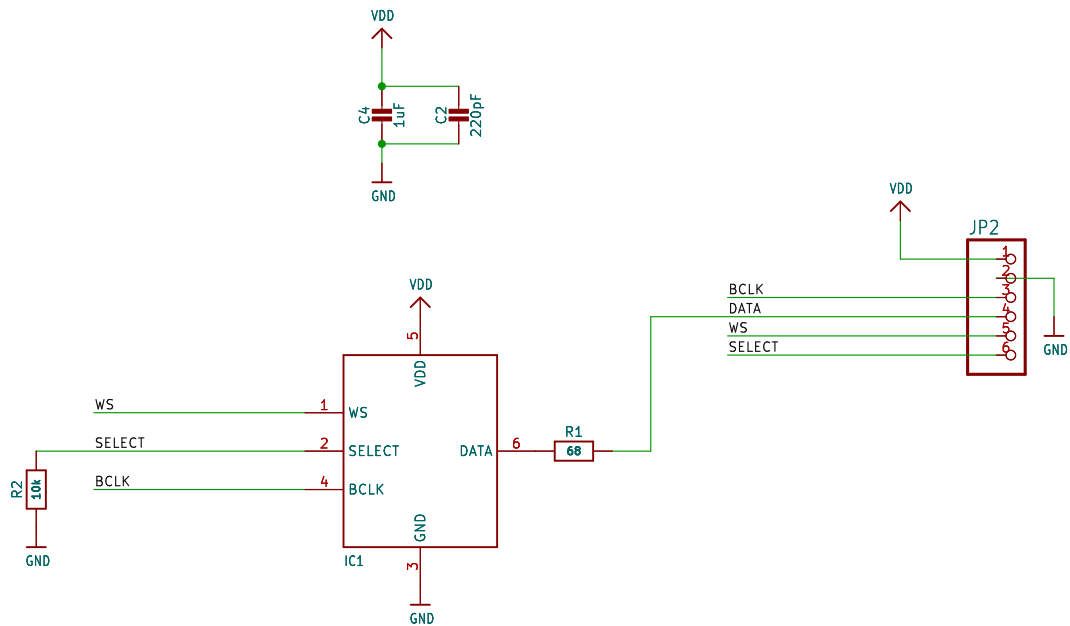 VDD
C4
1uF
C2
220pF
GND
VDD
JP2
1
2
3
4
5
6
BCLK
DATA
WS
SELECT
GND
VDD
5
VDD
WS
1
WS
SELECT
2
SELECT
DATA
6
R1
68
BCLK
4
BCLK
R2
10k
GND
GND
IC1
3
GND